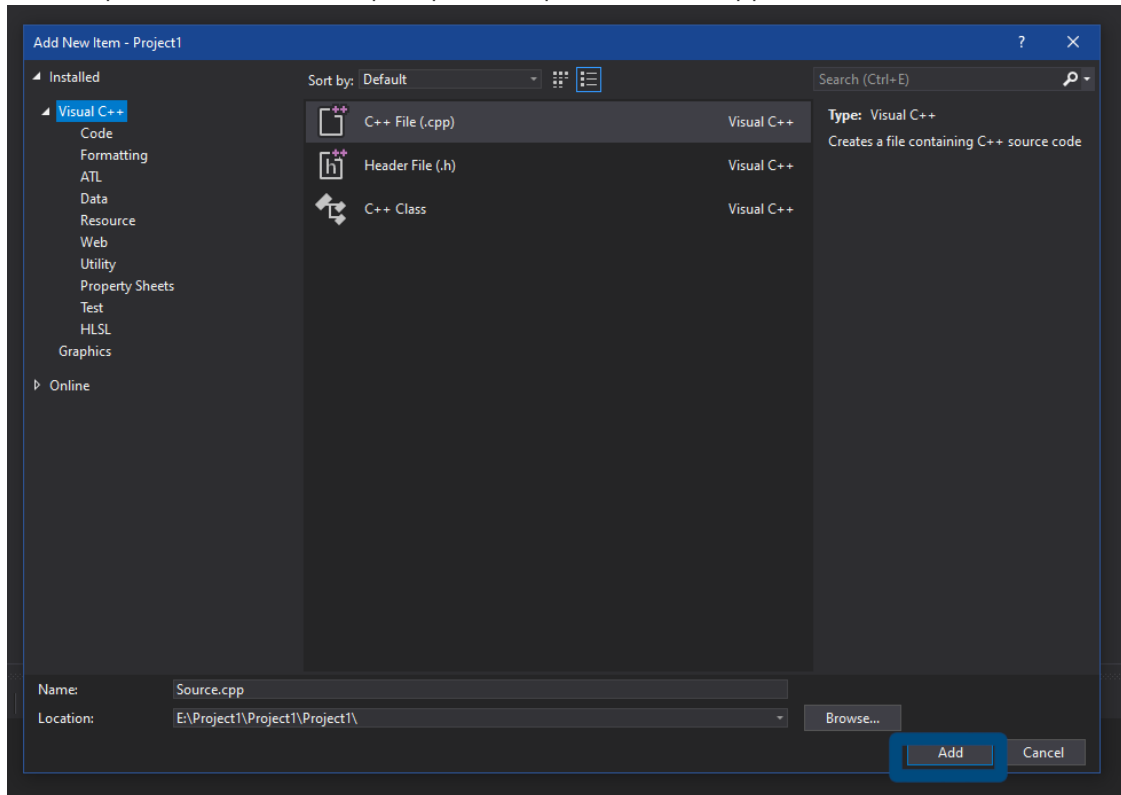 Add New Item - Project1 ? X
Installed
Visual C++
Code
Formatting
ATL
Data
Resource
Web
Utility
Property Sheets
Test
HLSL
Graphics
Online
Sort by: Default
C++ File (.cpp) Visual C++
Header File (.h) Visual C++
C++ Class Visual C++
Search (Ctrl+E)
Type: Visual C++
Creates a file containing C++ source code
Name: Source.cpp
Location: E:\Project1\Project1\Project1\
Browse...
Add Cancel